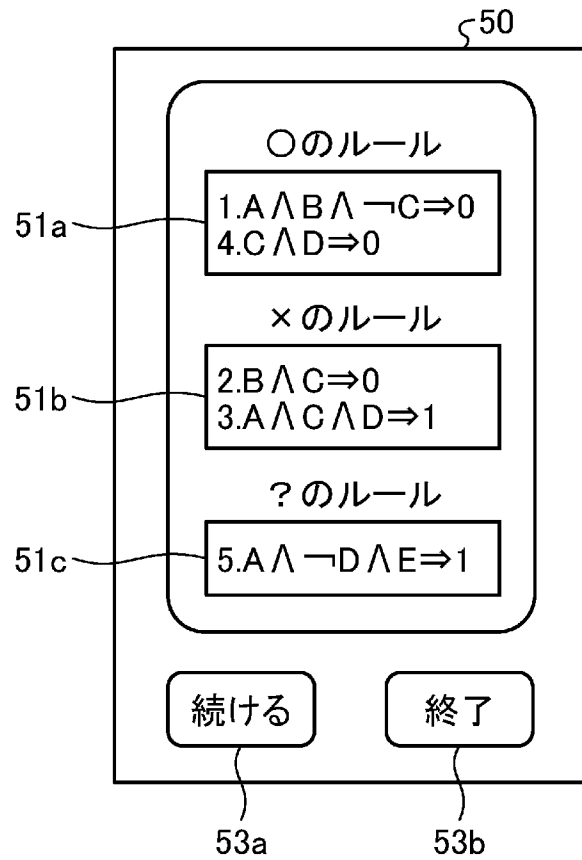 50
○のルール
51a
1.A∧B∧￢C⇒0
4.C∧D⇒0
×のルール
51b
2.B∧C⇒0
3.A∧C∧D⇒1
?のルール
51c
5.A∧￢D∧E⇒1
続ける
終了
53a
53b